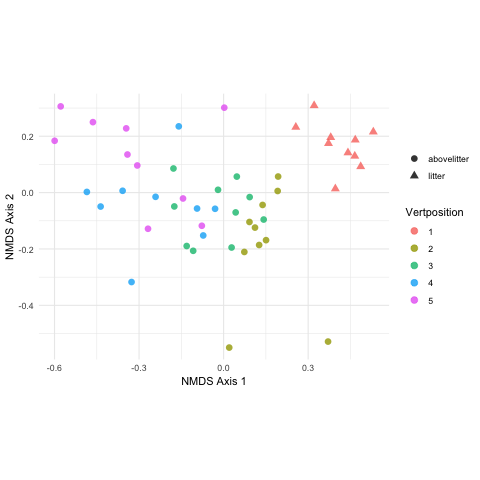 0.2
0.0
-0.2
-0.4
NMDS Axis 2
-0.6 -0.3 0.0 0.3
NMDS Axis 1
abovelitter
litter
Vertposition
1
2
3
4
5